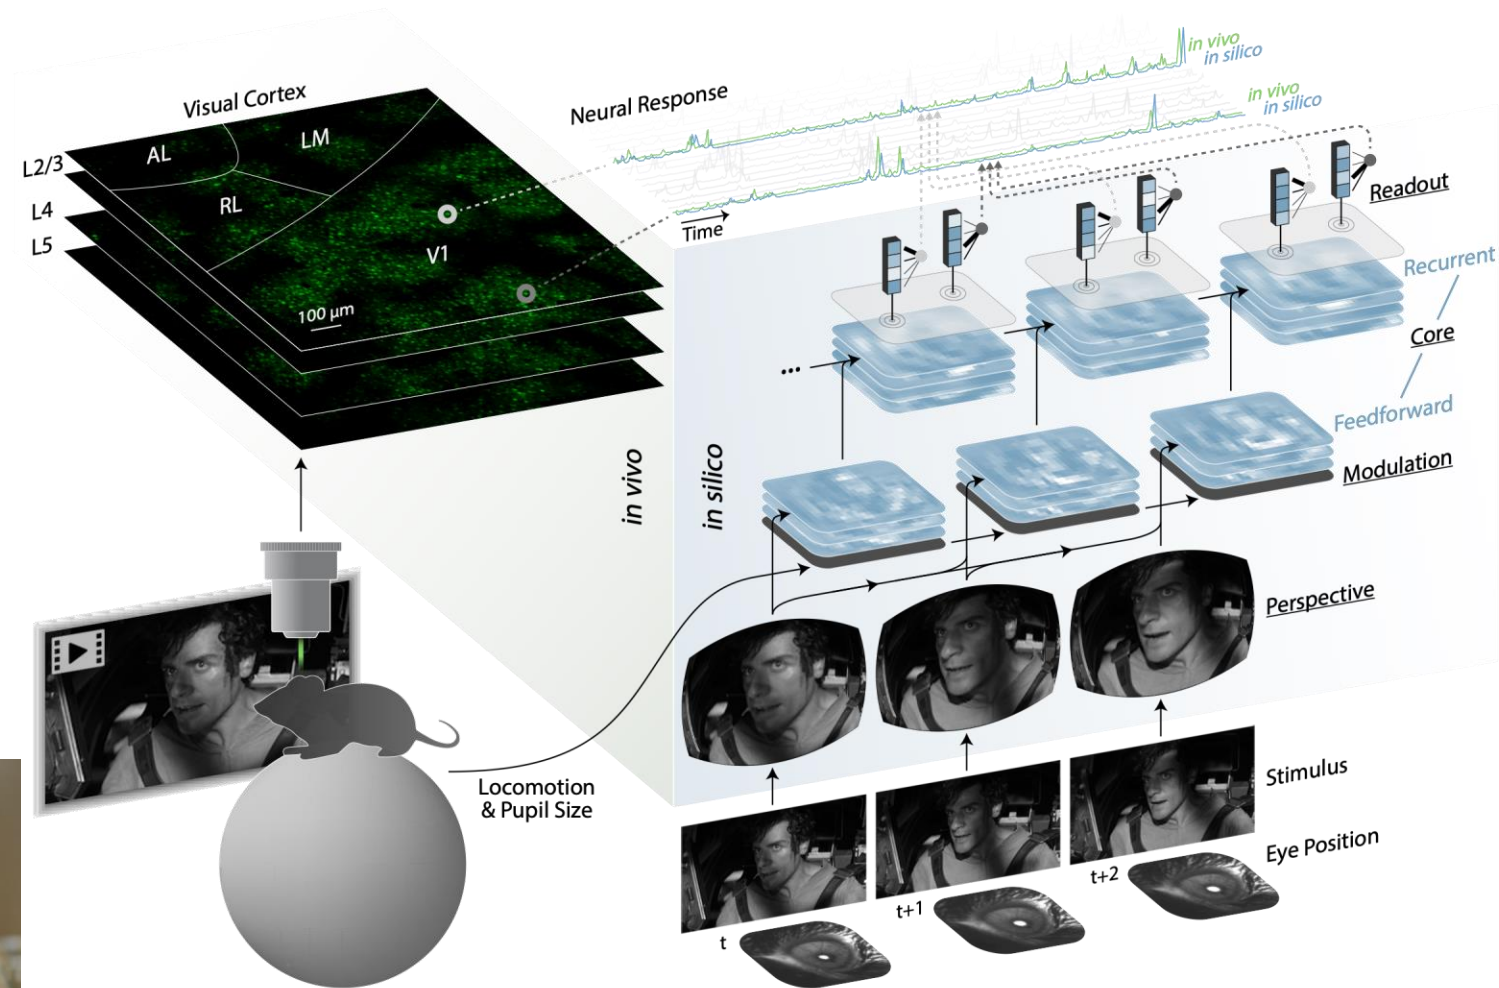 Visual Cortex
L2/3
L4
L5
AL
LM
RL
V1
100 μm
Neural Response
in vivo
in silico
in vivo
in silico
Time
Readout
Recurrent
Core
Feedforward
Modulation
in vivo
in silico
...
Perspective
Locomotion
& Pupil Size
Stimulus
Eye Position
t
t+1
t+2